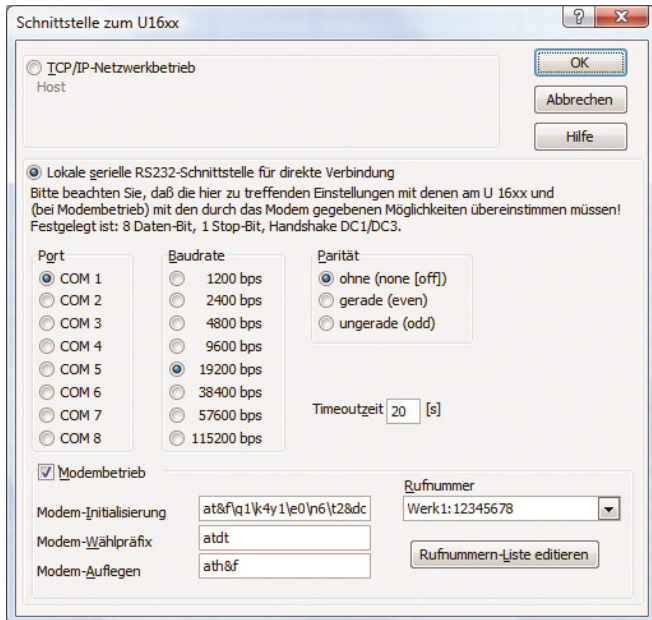 Schnittstelle zum U16xx
TCP/IP-Netzwerkbetrieb
Host
OK
Abbrechen
Hilfe
Lokale serielle RS232-Schnittstelle für direkte Verbindung
Bitte beachten Sie, daß die hier zu treffenden Einstellungen mit denen am U 16xx und
(bei Modembetrieb) mit den durch das Modem gegebenen Möglichkeiten übereinstimmen müssen!
Festgelegt ist: 8 Daten-Bit, 1 Stop-Bit, Handshake DC1/DC3.
Port
COM 1
COM 2
COM 3
COM 4
COM 5
COM 6
COM 7
COM 8
Baudrate
1200 bps
2400 bps
4800 bps
9600 bps
19200 bps
38400 bps
57600 bps
115200 bps
Parität
ohne (none [off])
gerade (even)
ungerade (odd)
Timeoutzeit 20 [s]
Modembetrieb
Modem-Initialisierung at&f\q1\k4y1\e0\n6\t2&dc
Modem-Wählpräfix atdt
Modem-Auflegen ath&f
Rufnummer
Werk1:12345678
Rufnummern-Liste editieren